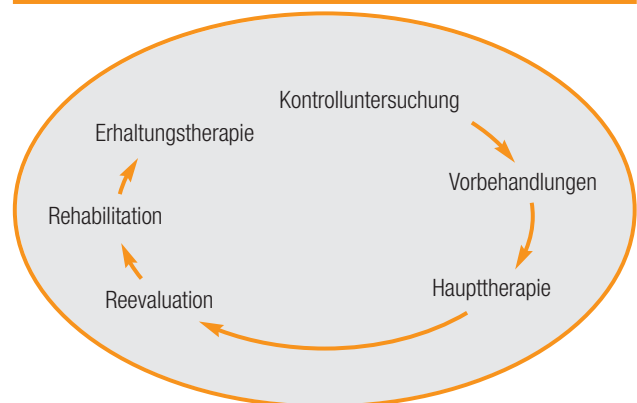 Kontrolluntersuchung
Vorbehandlungen
Haupttherapie
Reevaluation
Rehabilitation
Erhaltungstherapie